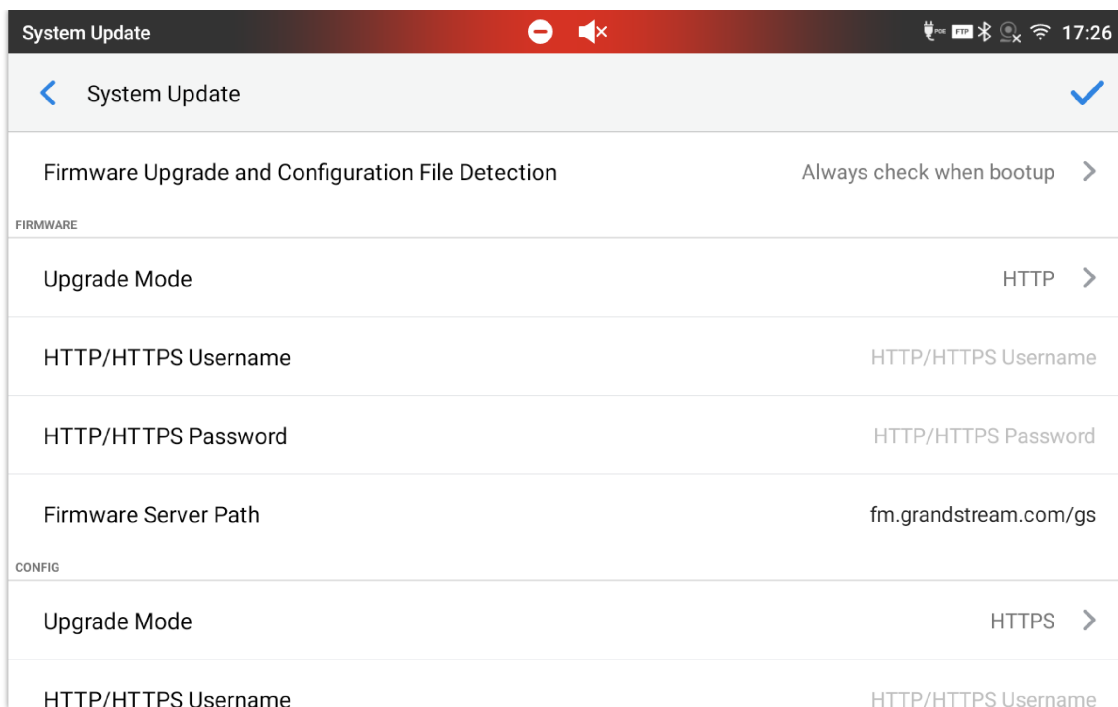 System Update
POE FTP 17:26
System Update
Firmware Upgrade and Configuration File Detection Always check when bootup
FIRMWARE
Upgrade Mode HTTP
HTTP/HTTPS Username HTTP/HTTPS Username
HTTP/HTTPS Password HTTP/HTTPS Password
Firmware Server Path fm.grandstream.com/gs
CONFIG
Upgrade Mode HTTPS
HTTP/HTTPS Username HTTP/HTTPS Username